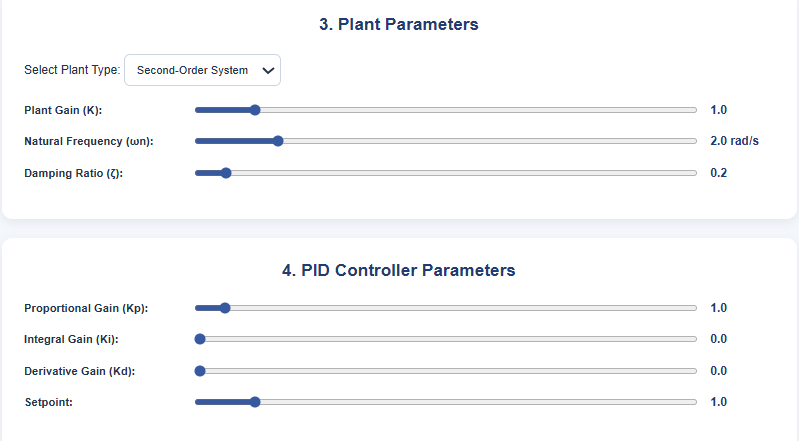 3. Plant Parameters
Select Plant Type: Second-Order System
Plant Gain (K): 1.0
Natural Frequency (ωn): 2.0 rad/s
Damping Ratio (ζ): 0.2
4. PID Controller Parameters
Proportional Gain (Kp): 1.0
Integral Gain (Ki): 0.0
Derivative Gain (Kd): 0.0
Setpoint: 1.0